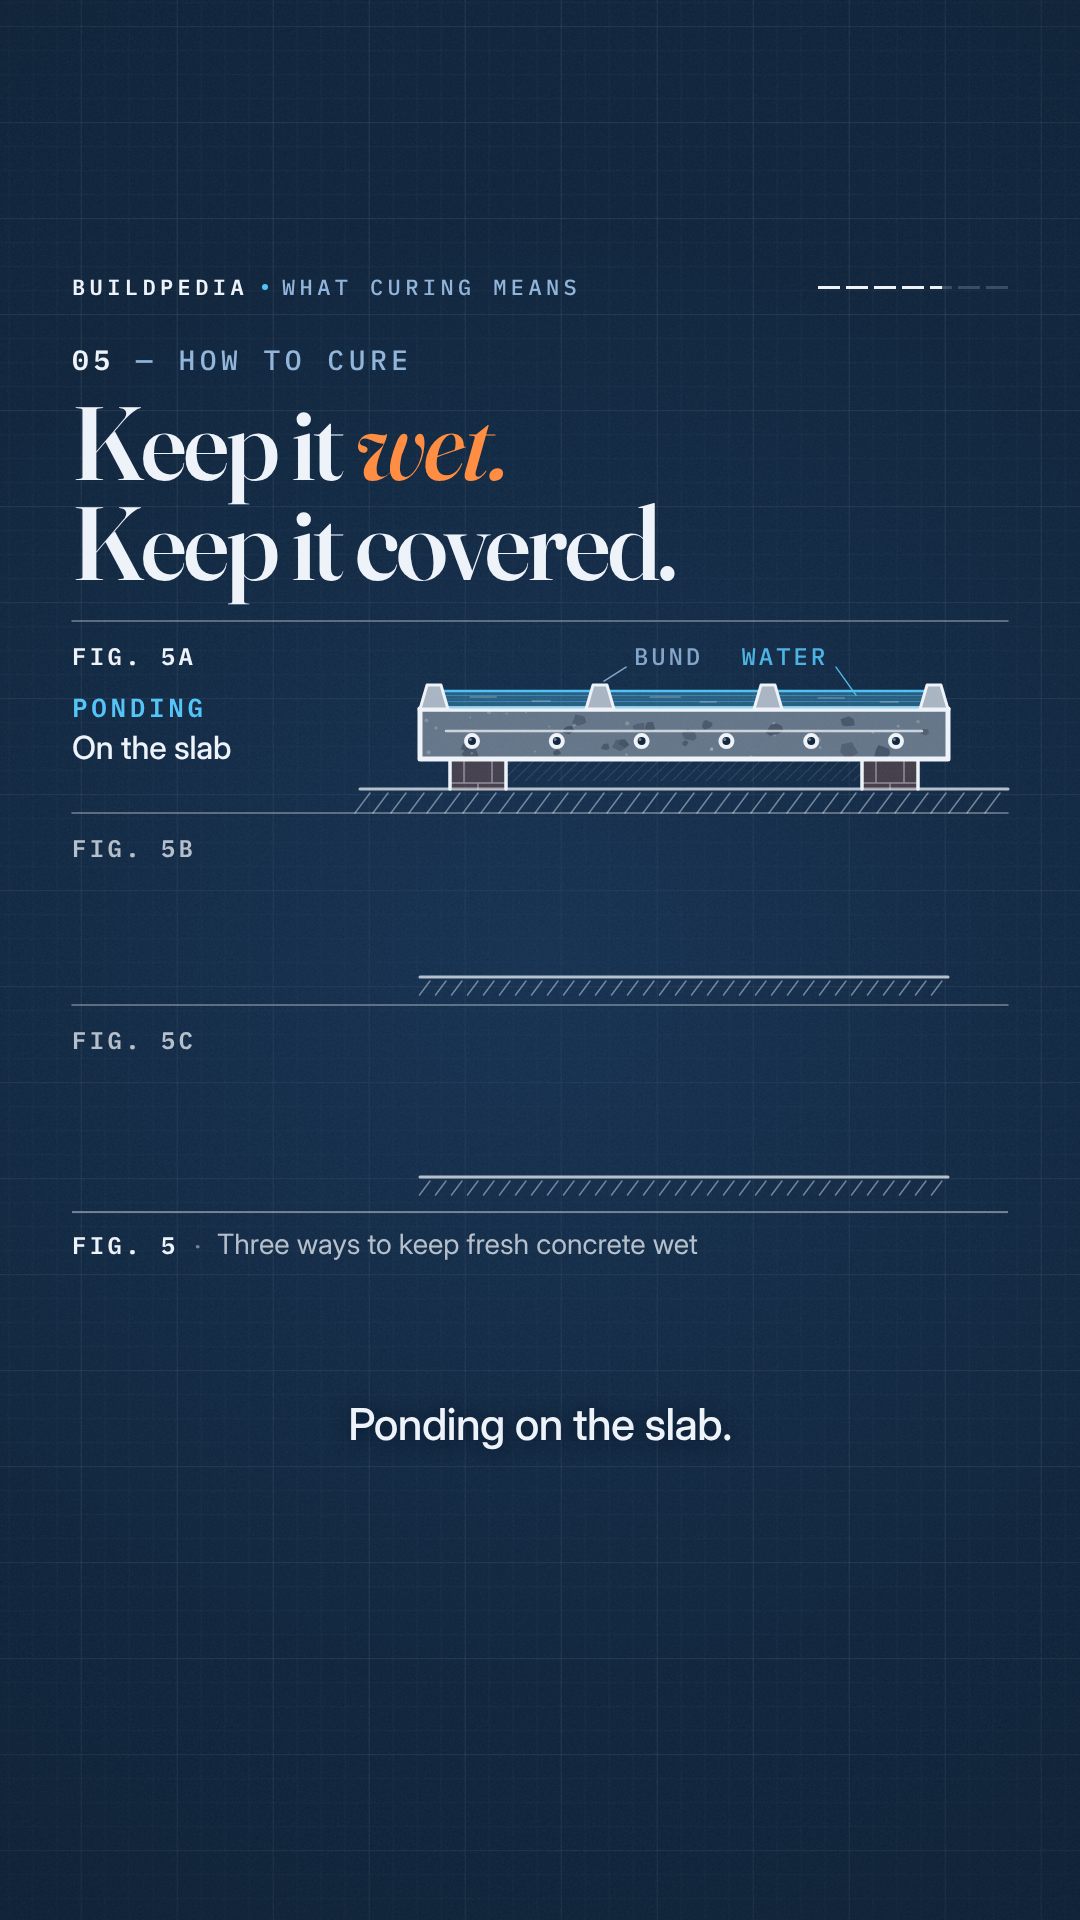 BUILDPEDIA • WHAT CURING MEANS
05 — HOW TO CURE
Keep it wet.
Keep it covered.
FIG. 5A
BUND WATER
PONDING
On the slab
FIG. 5B
FIG. 5C
FIG. 5 · Three ways to keep fresh concrete wet
Ponding on the slab.